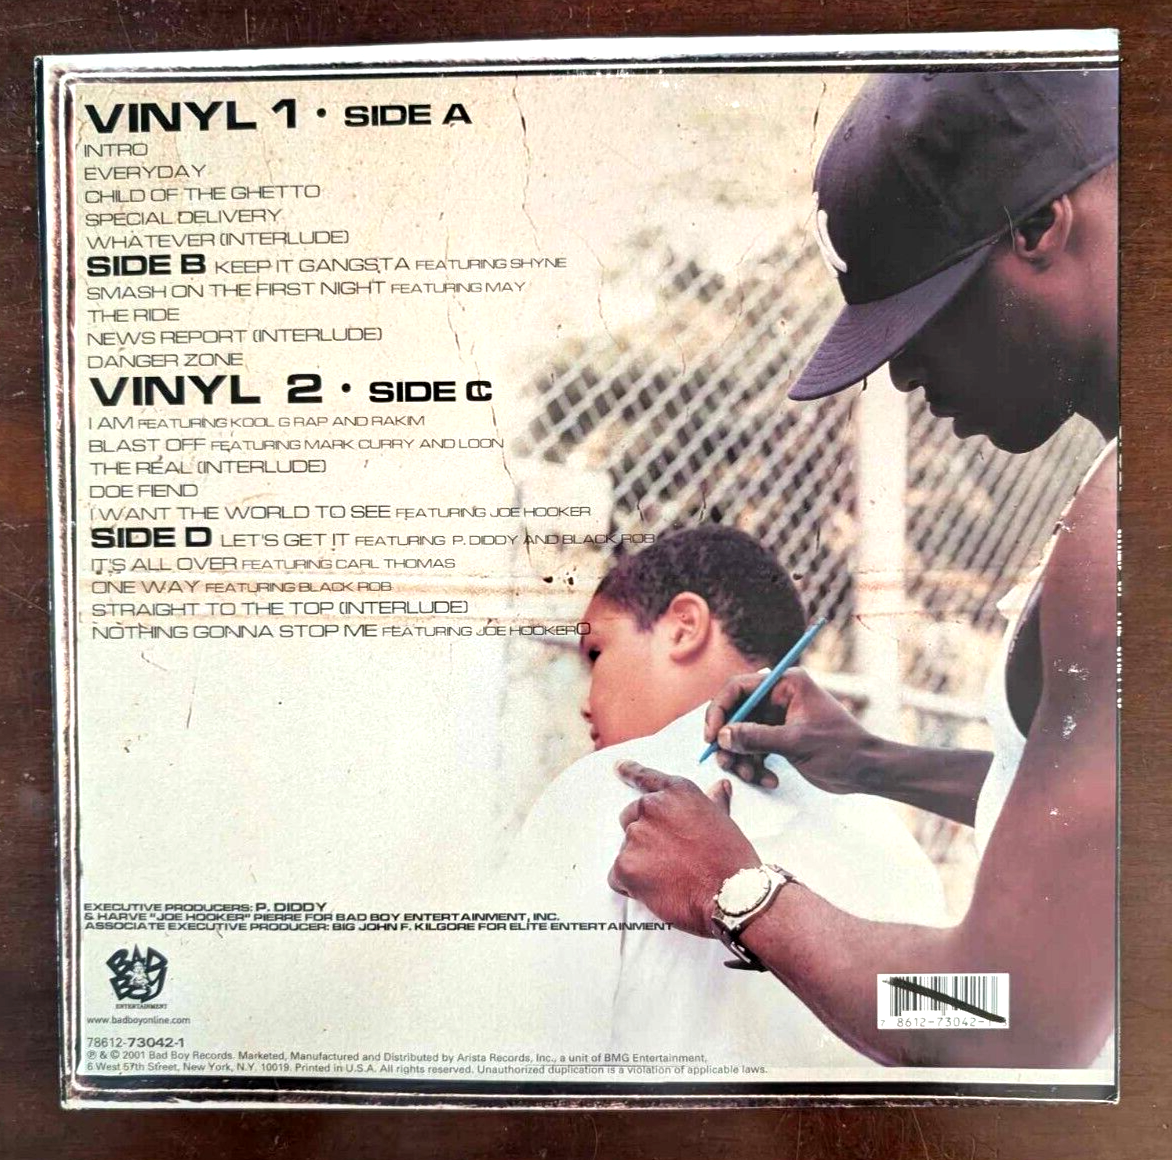 VINYL 1 • SIDE A
INTRO
EVERYDAY
CHILD OF THE GHETTO
SPECIAL DELIVERY
WHATEVER (INTERLUDE)
SIDE B KEEP IT GANGSTA FEATURING SHYNE
SMASH ON THE FIRST NIGHT FEATURING MAY
THE RIDE
NEWS REPORT (INTERLUDE)
DANGER ZONE
VINYL 2 • SIDE C
I AM FEATURING KOOL G RAP AND RAKIM
BLAST OFF FEATURING MARK CURRY AND LOON
THE REAL (INTERLUDE)
DOE FIEND
I WANT THE WORLD TO SEE FEATURING JOE HOOKER
SIDE D LET'S GET IT FEATURING P. DIDDY AND BLACK ROB
IT'S ALL OVER FEATURING CARL THOMAS
ONE WAY FEATURING BLACK ROB
STRAIGHT TO THE TOP (INTERLUDE)
NOTHING GONNA STOP ME FEATURING JOE HOOKER0
EXECUTIVE PRODUCERS: P. DIDDY
& HARVE "JOE HOOKER" PIERRE FOR BAD BOY ENTERTAINMENT, INC.
ASSOCIATE EXECUTIVE PRODUCER: BIG JOHN F. KILGORE FOR ELITE ENTERTAINMENT
BAD
BOY
ENTERTAINMENT
www.badboyonline.com
78612-73042-1
℗ & © 2001 Bad Boy Records. Marketed, Manufactured and Distributed by Arista Records, Inc., a unit of BMG Entertainment,
6 West 57th Street, New York, N.Y. 10019. Printed in U.S.A. All rights reserved. Unauthorized duplication is a violation of applicable laws.
7 8612-73042-1